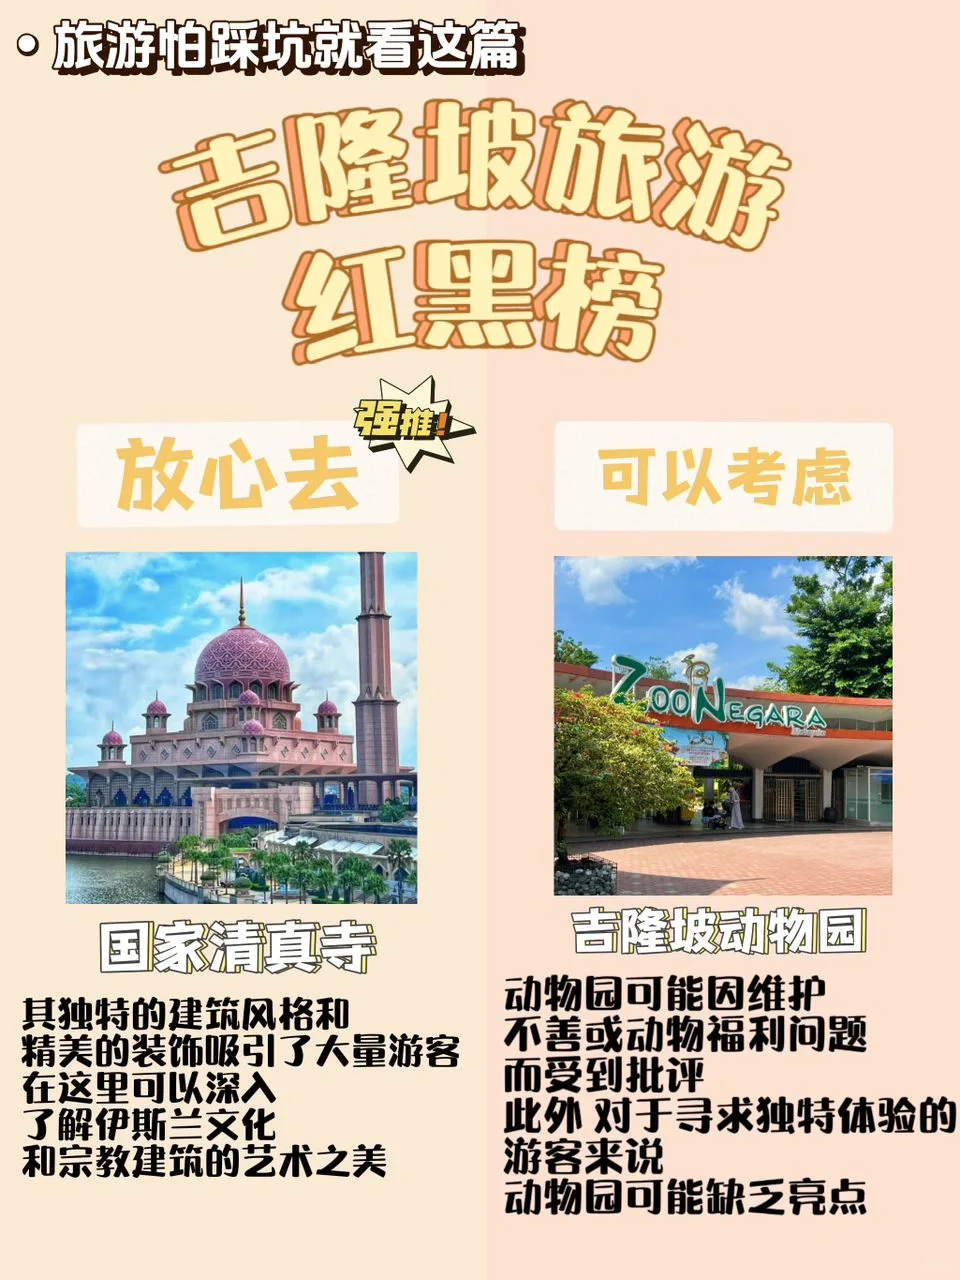 旅游怕踩坑就看这篇
吉隆坡旅游
红黑榜
强推!
放心去
可以考虑
ZOO NEGARA
国家清真寺
吉隆坡动物园
其独特的建筑风格和
精美的装饰吸引了大量游客
在这里可以深入
了解伊斯兰文化
和宗教建筑的艺术之美
动物园可能因维护
不善或动物福利问题
而受到批评
此外 对于寻求独特体验的
游客来说
动物园可能缺乏亮点